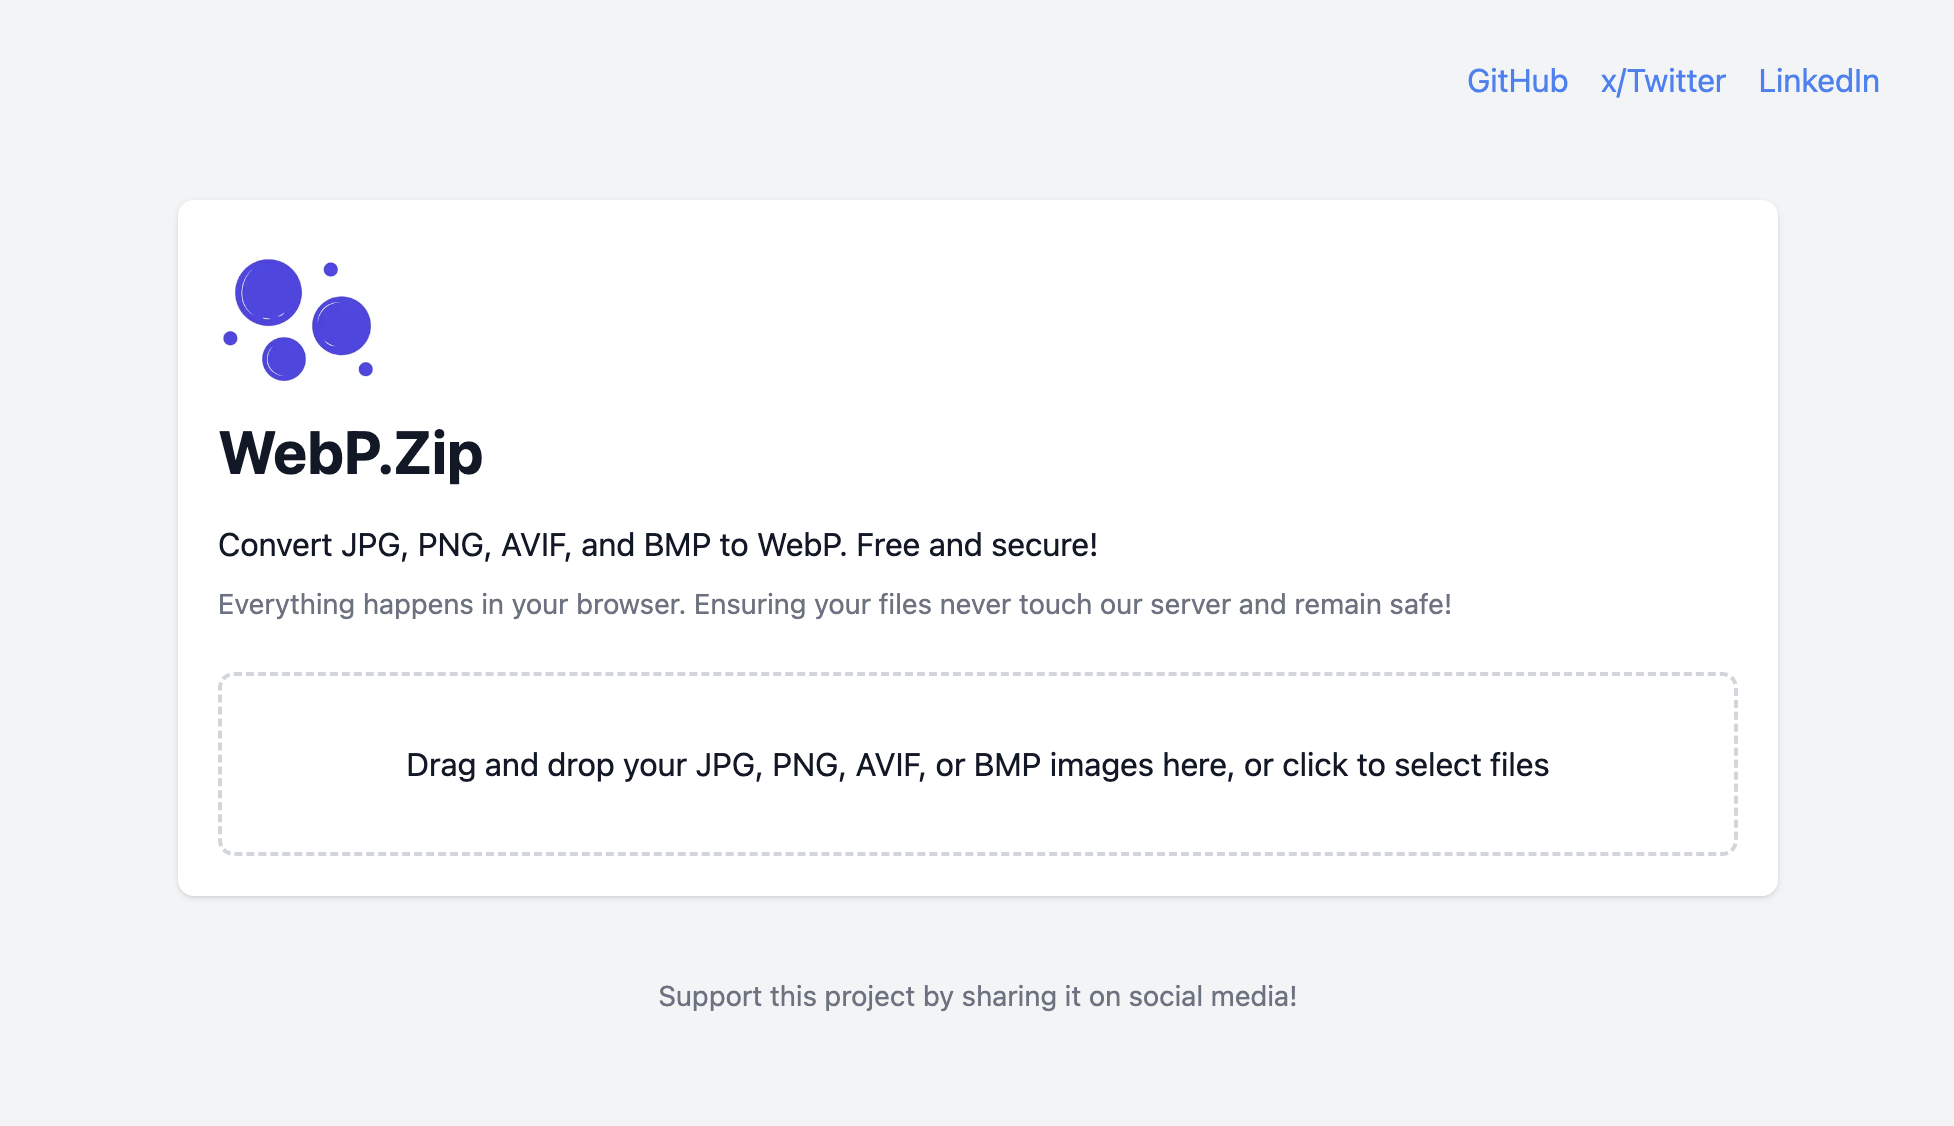 GitHub x/Twitter LinkedIn
WebP.Zip
Convert JPG, PNG, AVIF, and BMP to WebP. Free and secure!
Everything happens in your browser. Ensuring your files never touch our server and remain safe!
Drag and drop your JPG, PNG, AVIF, or BMP images here, or click to select files
Support this project by sharing it on social media!